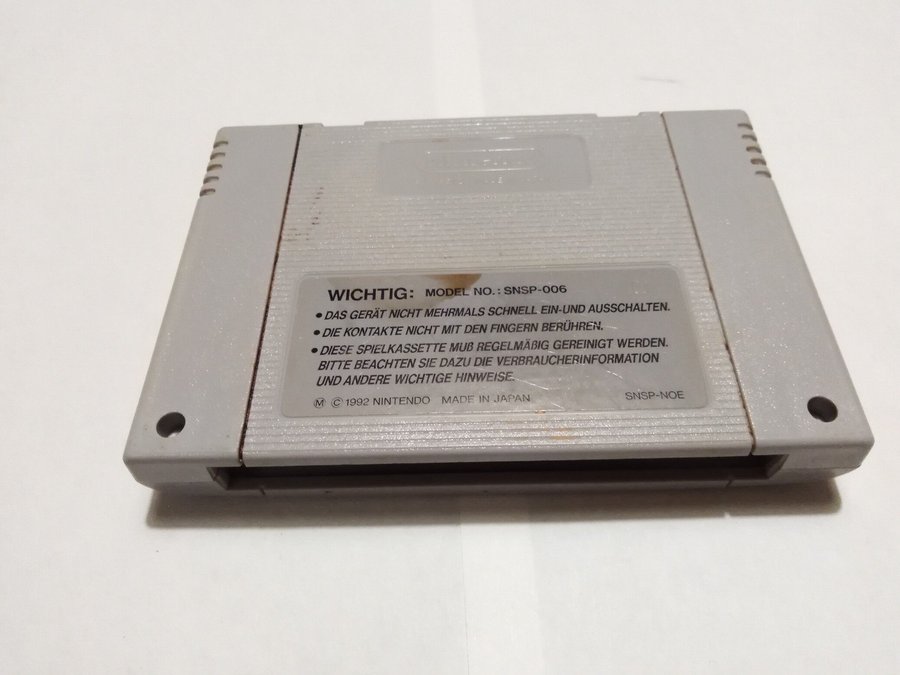 WICHTIG: MODEL NO.: SNSP-006
• DAS GERÄT NICHT MEHRMALS SCHNELL EIN-UND AUSSCHALTEN.
• DIE KONTAKTE NICHT MIT DEN FINGERN BERÜHREN.
• DIESE SPIELKASSETTE MUß REGELMÄßIG GEREINIGT WERDEN.
BITTE BEACHTEN SIE DAZU DIE VERBRAUCHERINFORMATION
UND ANDERE WICHTIGE HINWEISE.
Ⓜ © 1992 NINTENDO MADE IN JAPAN SNSP-NOE